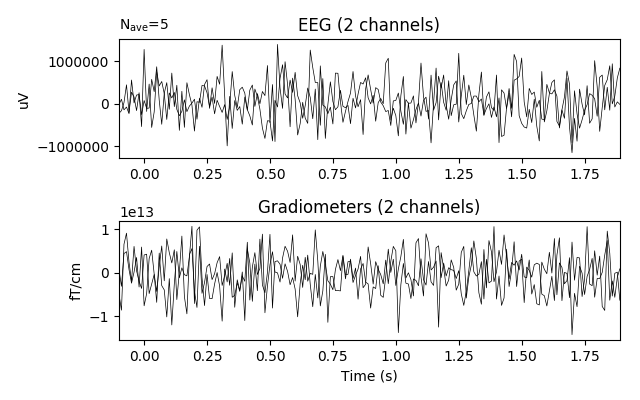 N_ave=5
EEG (2 channels)
uV
1000000
0
−1000000
0.00 0.25 0.50 0.75 1.00 1.25 1.50 1.75
1e13
Gradiometers (2 channels)
fT/cm
1
0
−1
0.00 0.25 0.50 0.75 1.00 1.25 1.50 1.75
Time (s)